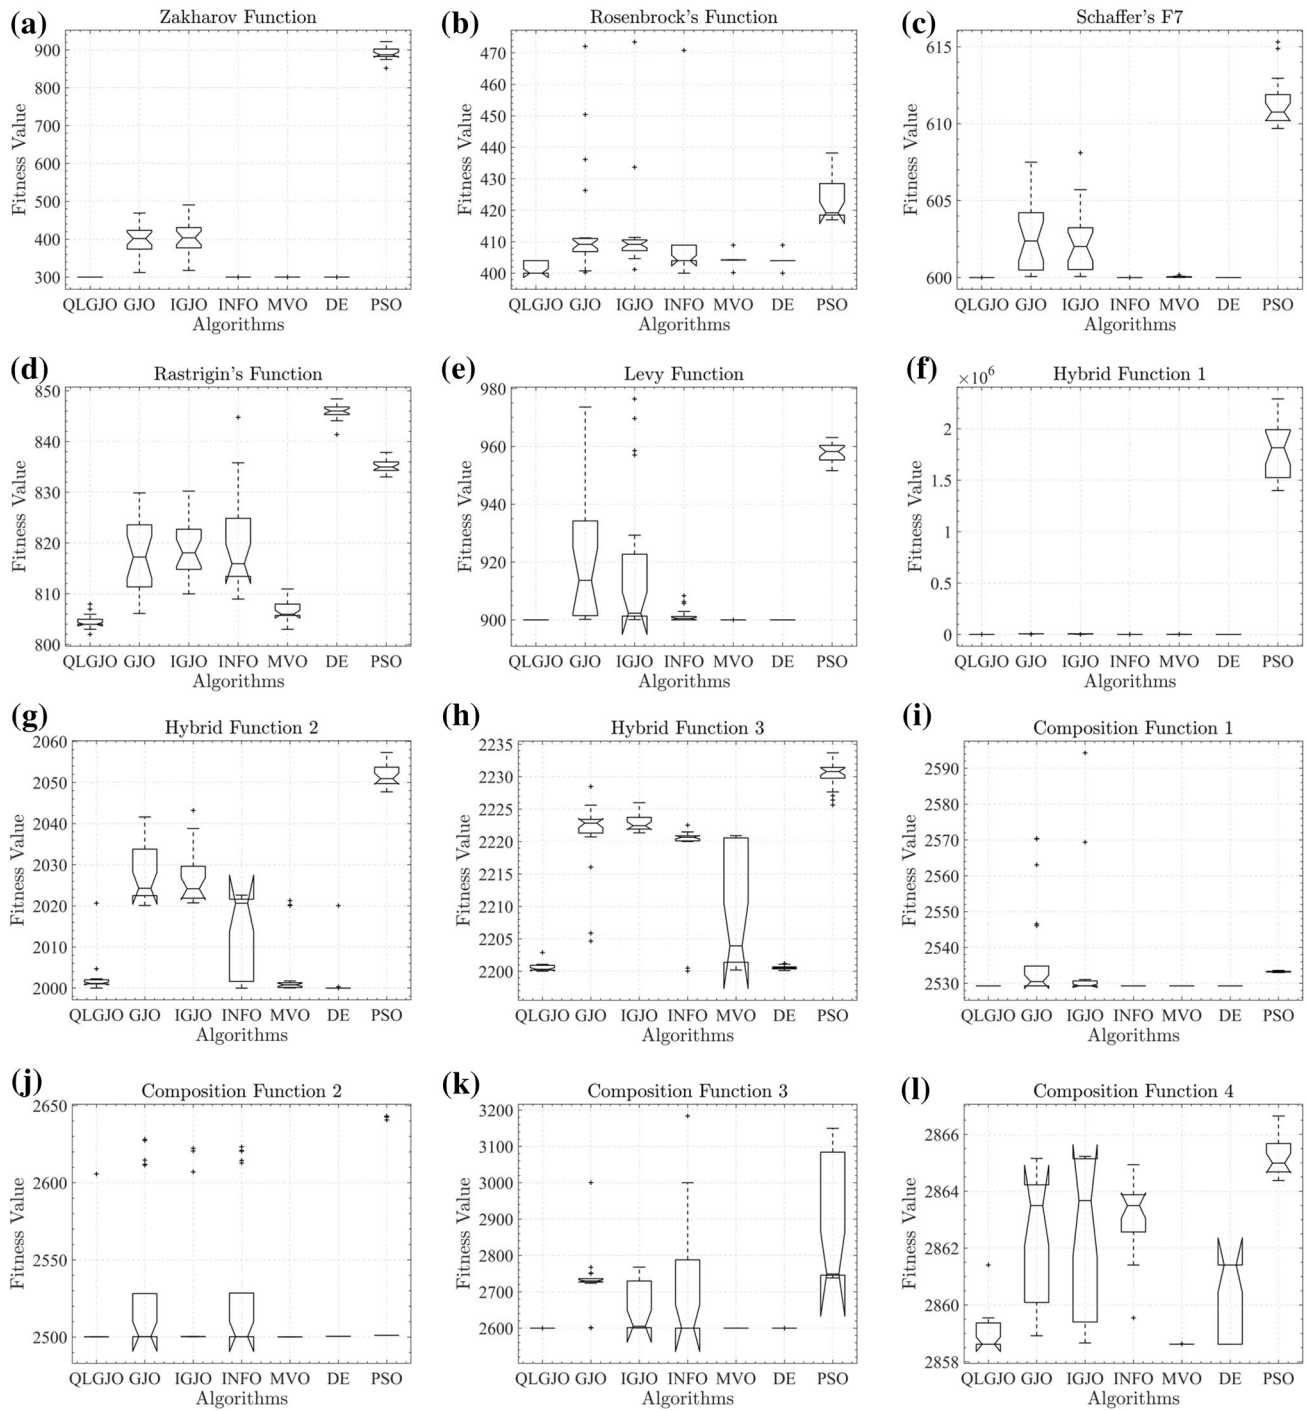 (a) Zakharov Function
Fitness Value
900
800
700
600
500
400
300
QLGJO GJO IGJO INFO MVO DE PSO
Algorithms
(b) Rosenbrock's Function
Fitness Value
470
460
450
440
430
420
410
400
QLGJO GJO IGJO INFO MVO DE PSO
Algorithms
(c) Schaffer's F7
Fitness Value
615
610
605
600
QLGJO GJO IGJO INFO MVO DE PSO
Algorithms
(d) Rastrigin's Function
Fitness Value
850
840
830
820
810
800
QLGJO GJO IGJO INFO MVO DE PSO
Algorithms
(e) Levy Function
Fitness Value
980
960
940
920
900
QLGJO GJO IGJO INFO MVO DE PSO
Algorithms
(f) Hybrid Function 1
×10⁶
Fitness Value
2
1.5
1
0.5
0
QLGJO GJO IGJO INFO MVO DE PSO
Algorithms
(g) Hybrid Function 2
Fitness Value
2060
2050
2040
2030
2020
2010
2000
QLGJO GJO IGJO INFO MVO DE PSO
Algorithms
(h) Hybrid Function 3
Fitness Value
2235
2230
2225
2220
2215
2210
2205
2200
QLGJO GJO IGJO INFO MVO DE PSO
Algorithms
(i) Composition Function 1
Fitness Value
2590
2580
2570
2560
2550
2540
2530
QLGJO GJO IGJO INFO MVO DE PSO
Algorithms
(j) Composition Function 2
Fitness Value
2650
2600
2550
2500
QLGJO GJO IGJO INFO MVO DE PSO
Algorithms
(k) Composition Function 3
Fitness Value
3200
3100
3000
2900
2800
2700
2600
QLGJO GJO IGJO INFO MVO DE PSO
Algorithms
(l) Composition Function 4
Fitness Value
2866
2864
2862
2860
2858
QLGJO GJO IGJO INFO MVO DE PSO
Algorithms